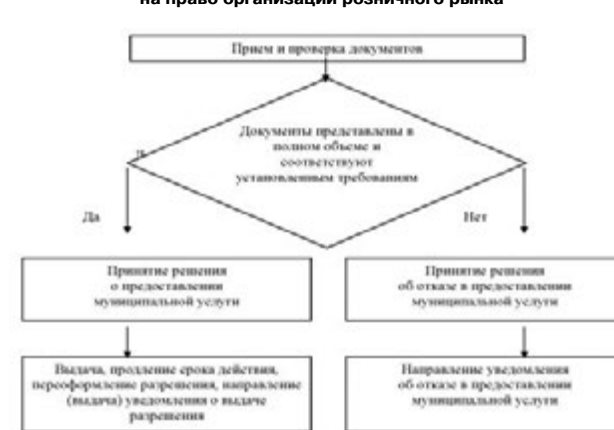 на право организации розничного рынка
Прием и проверка документов
Документы представлены в
полном объеме и
соответствуют
установленным требованиям
Да
Нет
Принятие решения
о предоставлении
муниципальной услуги
Принятие решения
об отказе в предоставлении
муниципальной услуги
Выдача, продление срока действия,
переоформление разрешения, направление
(выдача) уведомления о выдаче
разрешения
Направление уведомления
об отказе в предоставлении
муниципальной услуги